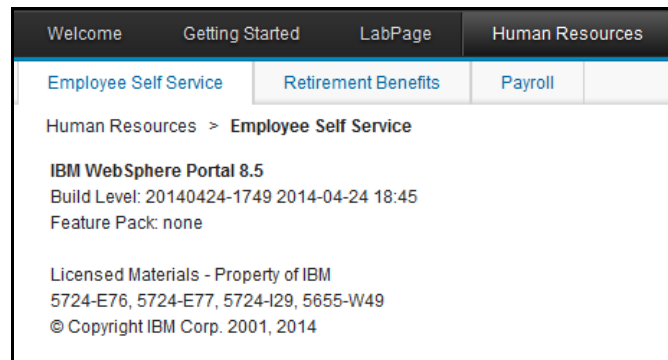 Welcome Getting Started LabPage Human Resources
Employee Self Service Retirement Benefits Payroll
Human Resources > Employee Self Service
IBM WebSphere Portal 8.5
Build Level: 20140424-1749 2014-04-24 18:45
Feature Pack: none
Licensed Materials - Property of IBM
5724-E76, 5724-E77, 5724-I29, 5655-W49
© Copyright IBM Corp. 2001, 2014